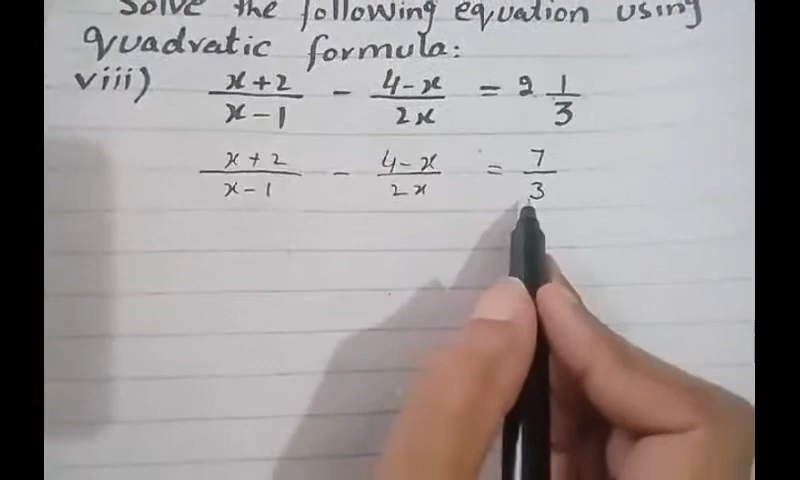 Solve the following equation using
quadratic formula:
viii) (x+2)/(x-1) - (4-x)/(2x) = 2 1/3
(x+2)/(x-1) - (4-x)/(2x) = 7/3